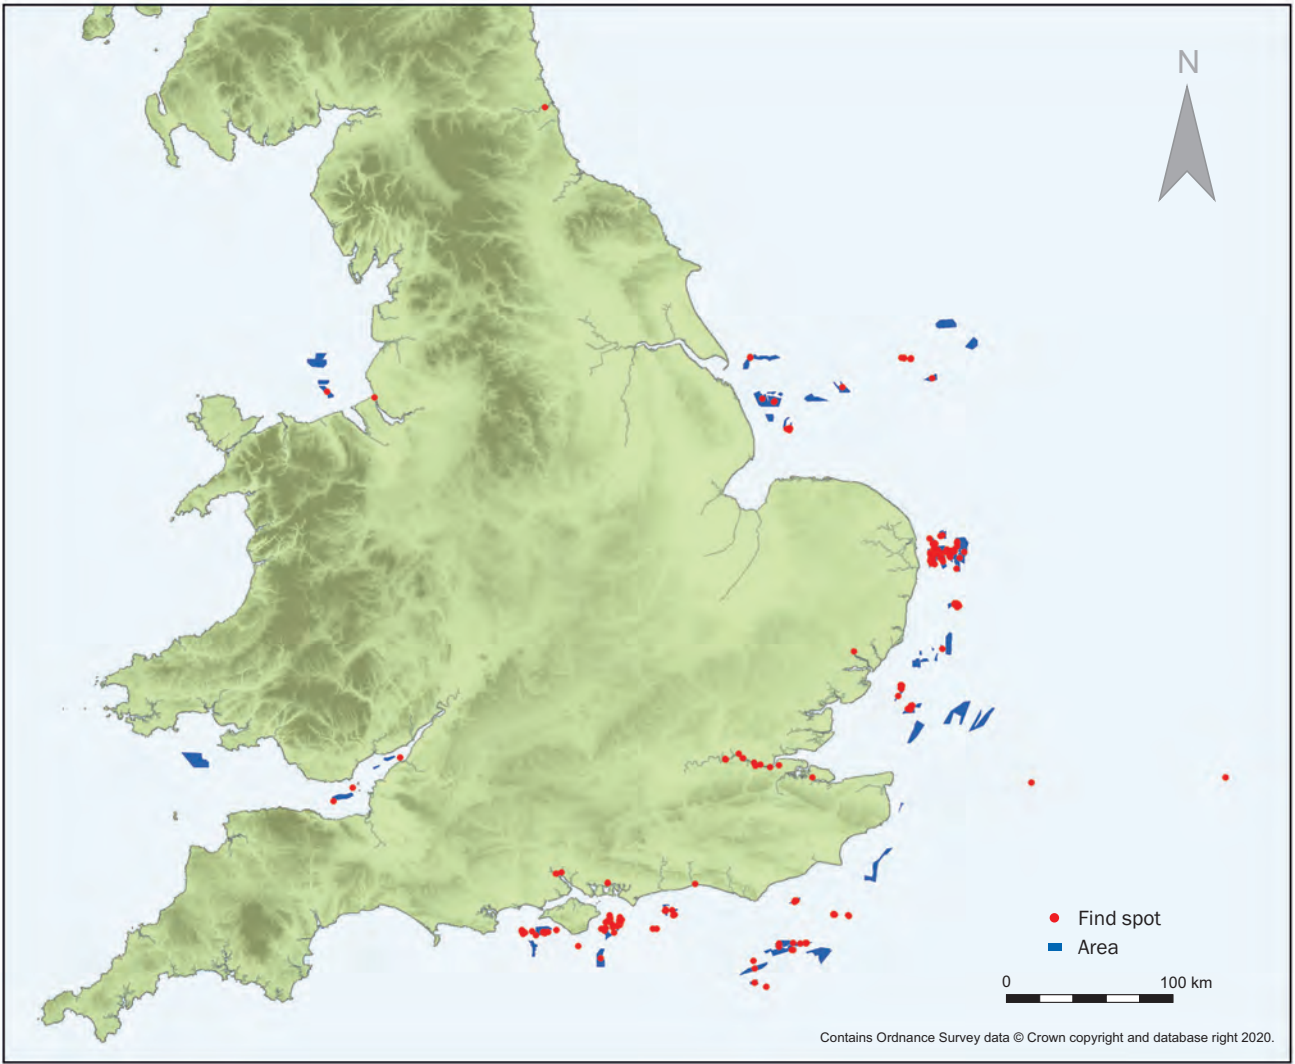 N
Find spot
Area
0 100 km
Contains Ordnance Survey data © Crown copyright and database right 2020.